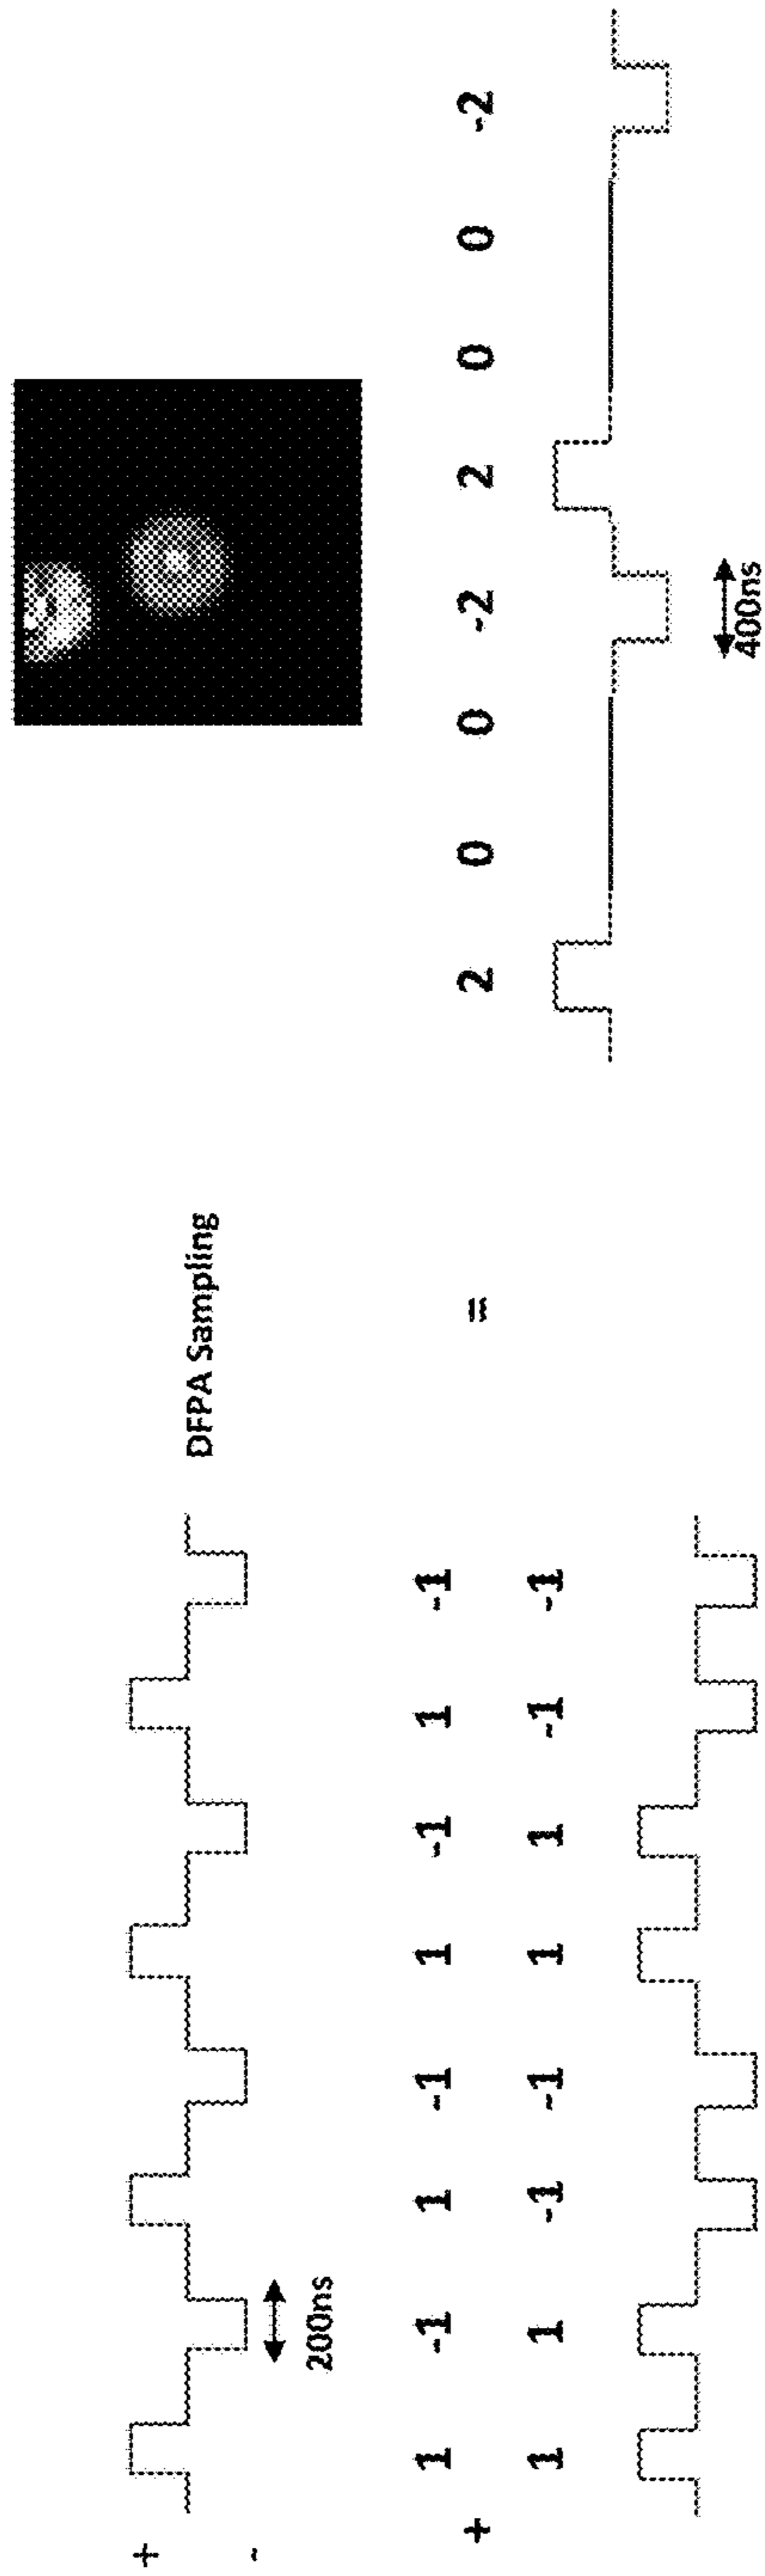 +
-
200ns
DFPA Sampling
1 -1 1 -1 1 -1 1 -1
+ = 2 0 0 -2 2 0 0 -2
1 1 -1 -1 1 1 -1 -1
400ns